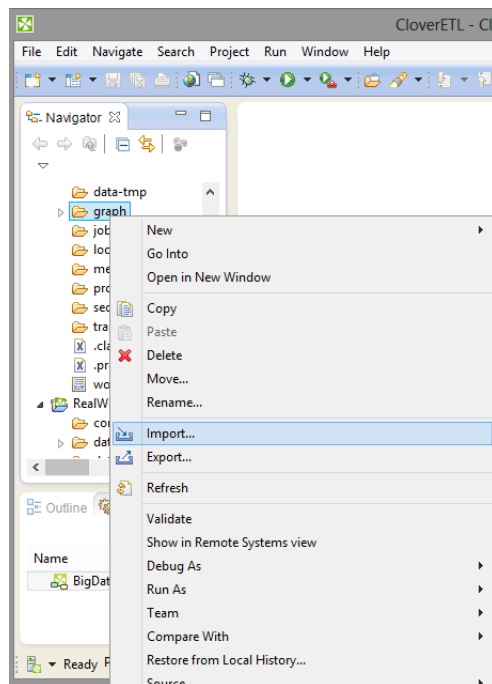 CloverETL - Cl
File Edit Navigate Search Project Run Window Help
Navigator
data-tmp
graph
job
loo
me
pro
seq
tra
.cla
.pr
wo
RealW
co
dat
New
Go Into
Open in New Window
Copy
Paste
Delete
Move...
Rename...
Import...
Export...
Refresh
Validate
Show in Remote Systems view
Debug As
Run As
Team
Compare With
Restore from Local History...
Source
Outline
Name
BigDat
Ready